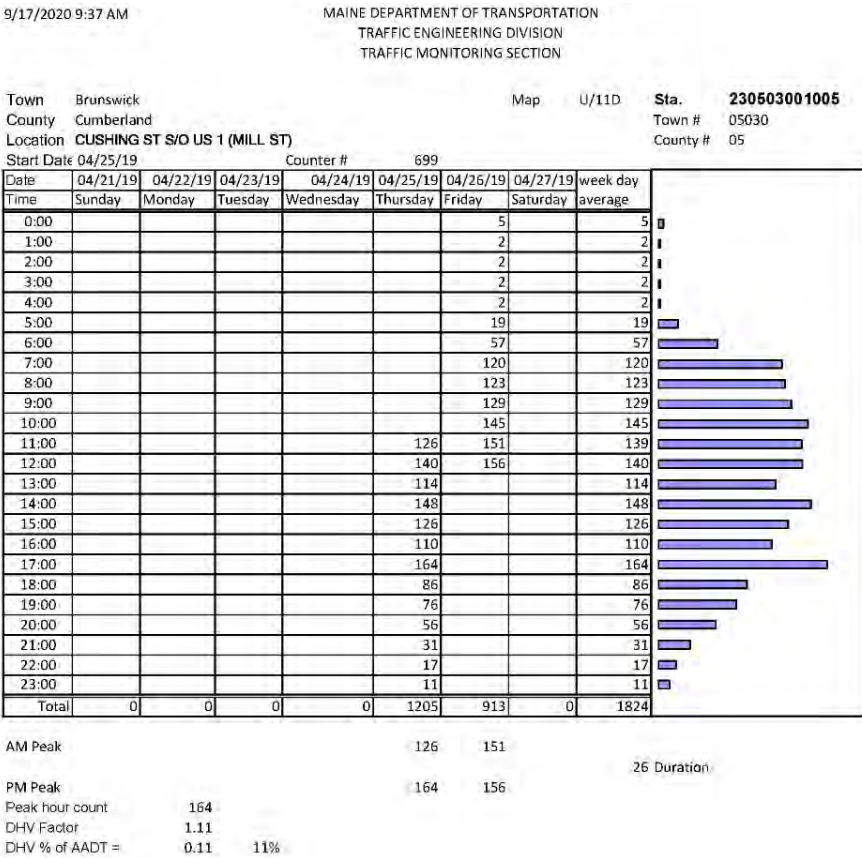 9/17/2020 9:37 AM
MAINE DEPARTMENT OF TRANSPORTATION
TRAFFIC ENGINEERING DIVISION
TRAFFIC MONITORING SECTION
Town Brunswick Map U/11D Sta. 230503001005
County Cumberland Town # 05030
Location CUSHING ST S/O US 1 (MILL ST) County # 05
Start Date 04/25/19 Counter # 699
Date 04/21/19 04/22/19 04/23/19 04/24/19 04/25/19 04/26/19 04/27/19 week day
Time Sunday Monday Tuesday Wednesday Thursday Friday Saturday average
0:00 5 5
1:00 2 2
2:00 2 2
3:00 2 2
4:00 2 2
5:00 19 19
6:00 57 57
7:00 120 120
8:00 123 123
9:00 129 129
10:00 145 145
11:00 126 151 139
12:00 140 156 140
13:00 114 114
14:00 148 148
15:00 126 126
16:00 110 110
17:00 164 164
18:00 86 86
19:00 76 76
20:00 56 56
21:00 31 31
22:00 17 17
23:00 11 11
Total 0 0 0 0 1205 913 0 1824
AM Peak 126 151
26 Duration
PM Peak 164 156
Peak hour count 164
DHV Factor 1.11
DHV % of AADT = 0.11 11%